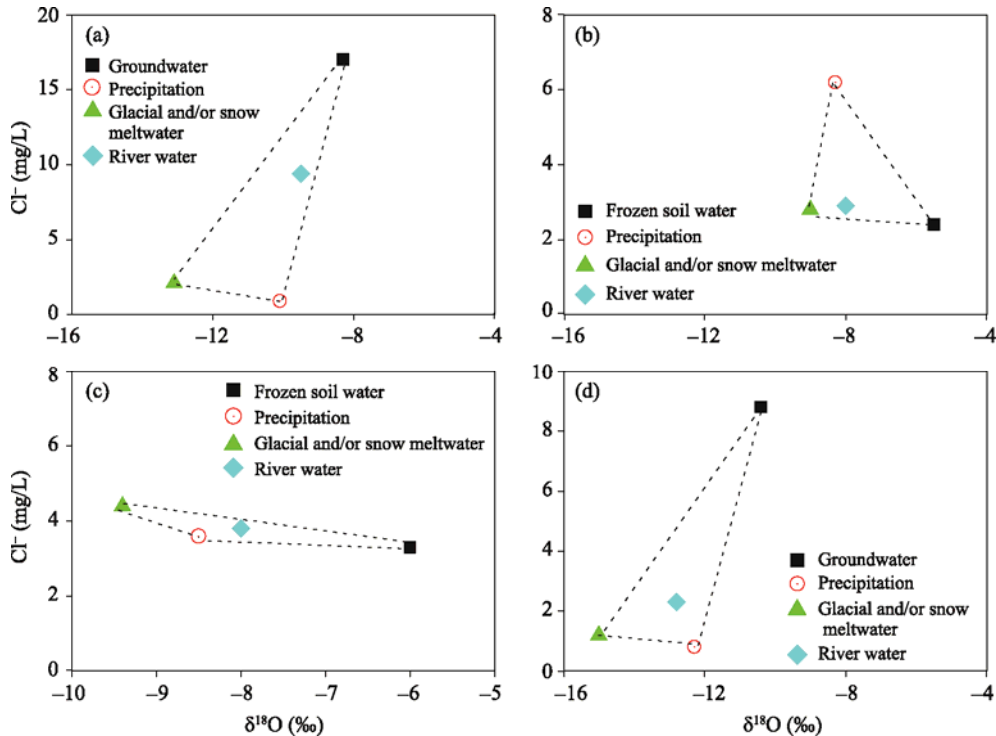 (a)
Groundwater
Precipitation
Glacial and/or snow
meltwater
River water
Cl⁻ (mg/L)
20
15
10
5
0
−16
−12
−8
−4
(b)
Frozen soil water
Precipitation
Glacial and/or snow meltwater
River water
8
6
4
2
0
−16
−12
−8
−4
(c)
Frozen soil water
Precipitation
Glacial and/or snow meltwater
River water
Cl⁻ (mg/L)
8
6
4
2
0
−10
−9
−8
−7
−6
−5
δ¹⁸O (‰)
(d)
Groundwater
Precipitation
Glacial and/or snow
meltwater
River water
10
8
6
4
2
0
−16
−12
−8
−4
δ¹⁸O (‰)